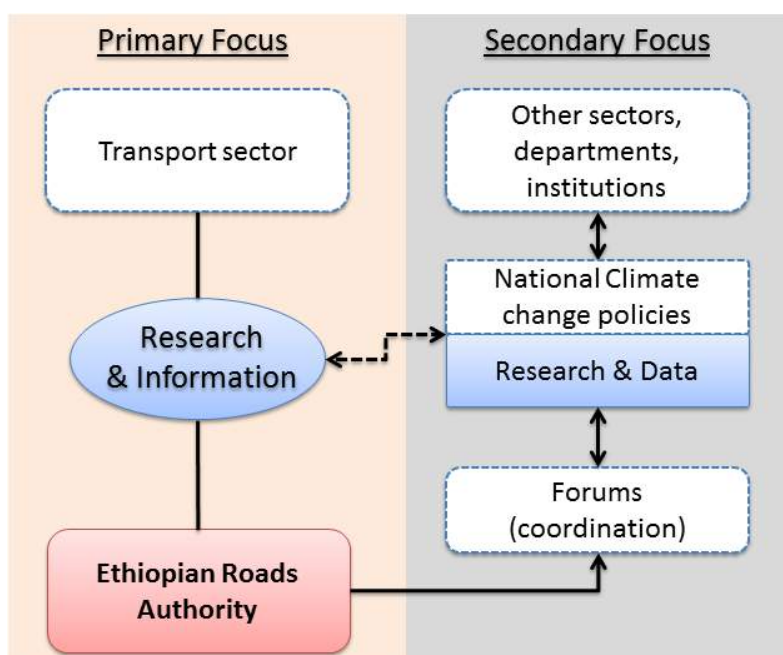 Primary Focus
Transport sector
Research
& Information
Ethiopian Roads
Authority
Secondary Focus
Other sectors,
departments,
institutions
National Climate
change policies
Research & Data
Forums
(coordination)